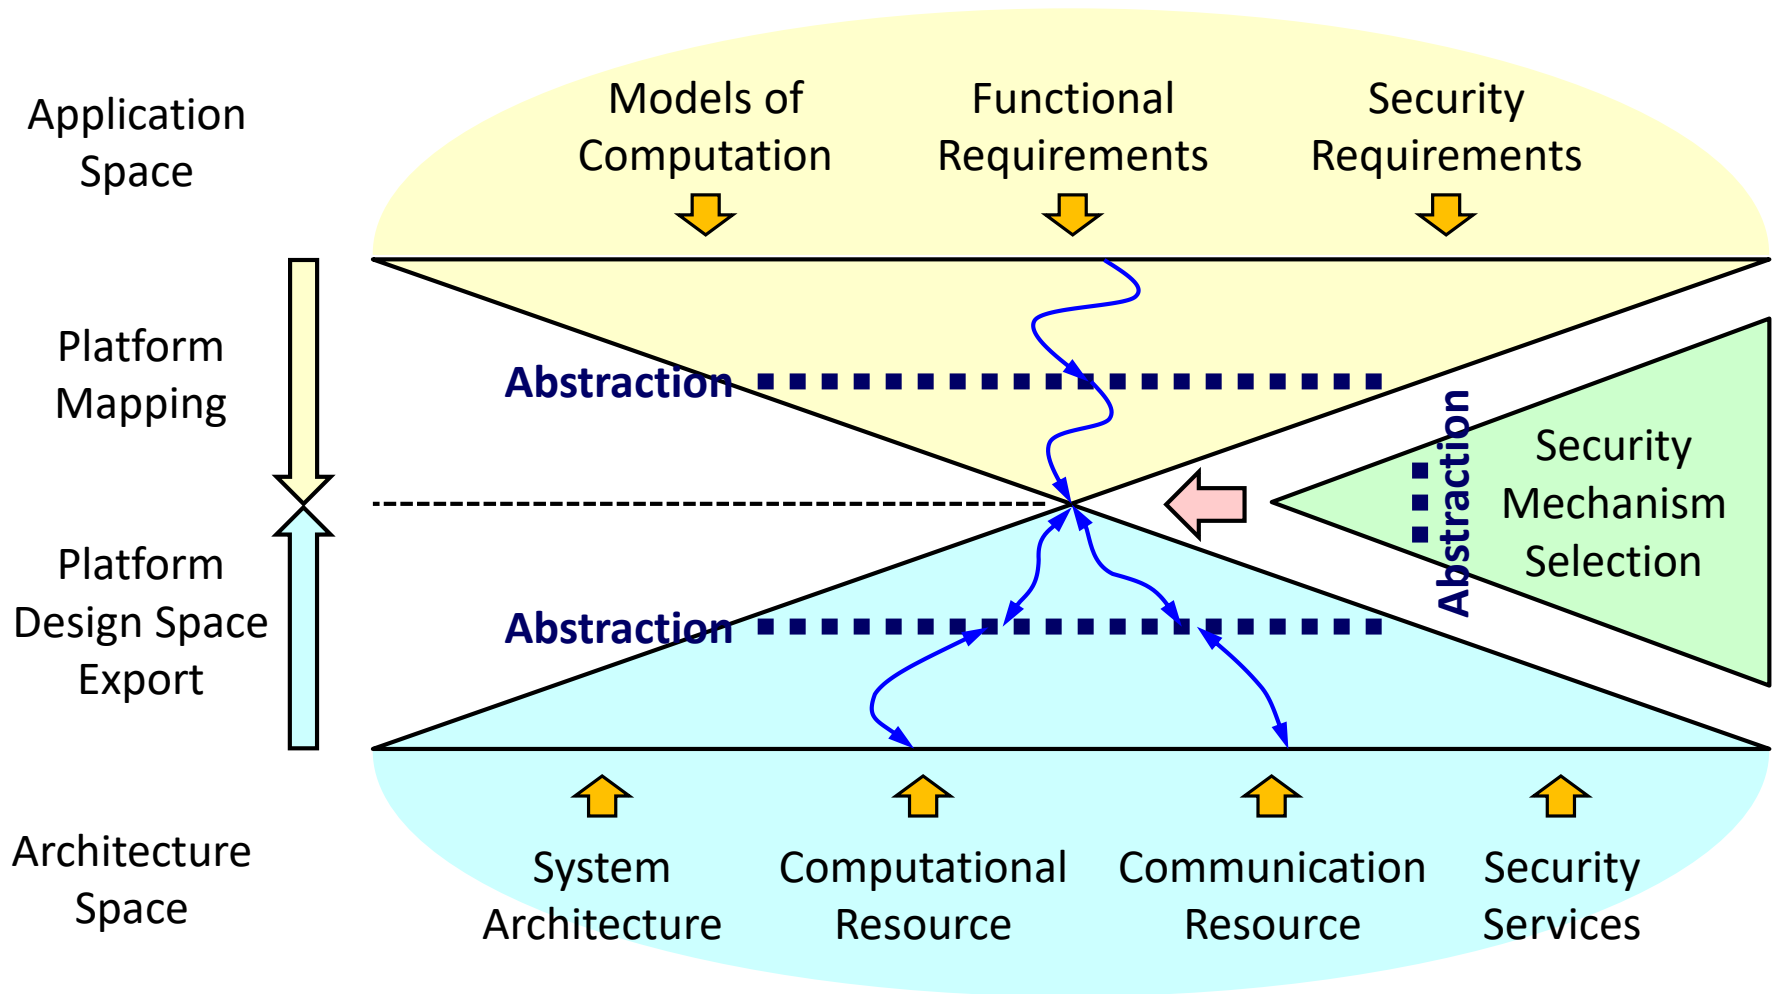 Application
Space
Models of
Computation
Functional
Requirements
Security
Requirements
Platform
Mapping
Abstraction
Abstraction
Security
Mechanism
Selection
Platform
Design Space
Export
Abstraction
Architecture
Space
System
Architecture
Computational
Resource
Communication
Resource
Security
Services